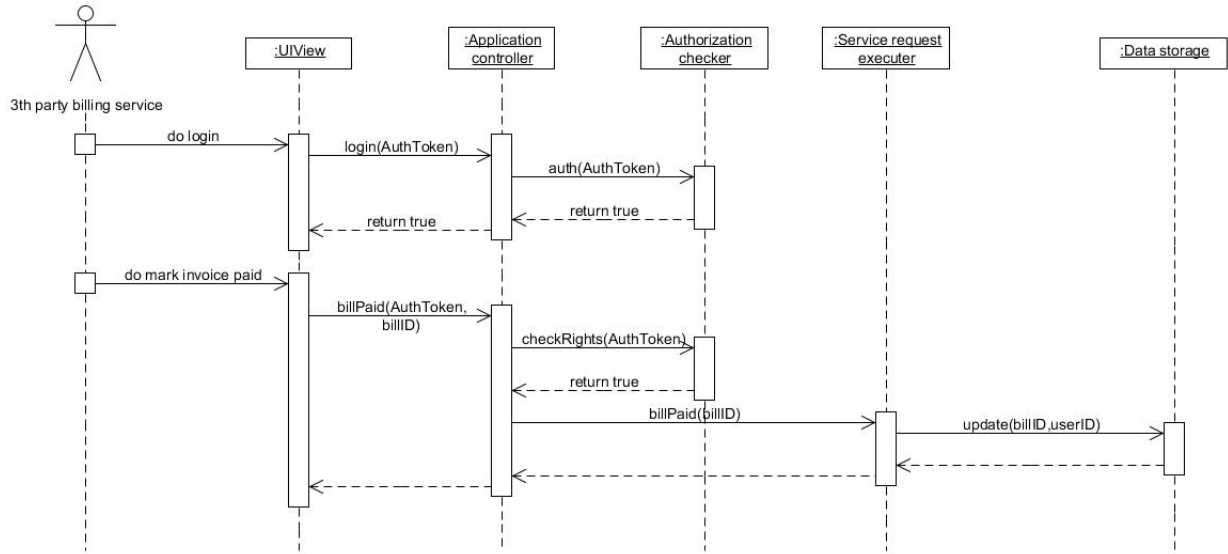 :UIView
:Application
controller
:Authorization
checker
:Service request
executer
:Data storage
3th party billing service
do login
login(AuthToken)
auth(AuthToken)
return true
return true
do mark invoice paid
billPaid(AuthToken,
billID)
checkRights(AuthToken)
return true
billPaid(billID)
update(billID,userID)